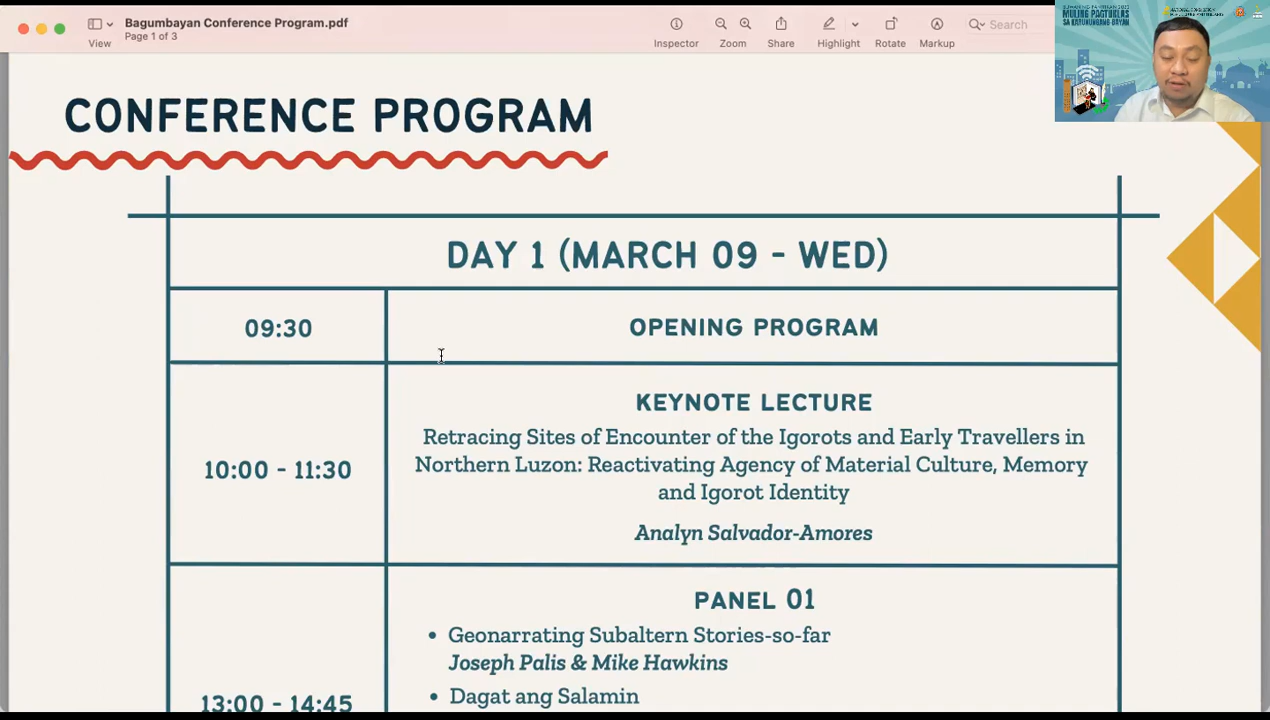 Bagumbayan Conference Program.pdf
Page 1 of 3
View
Inspector
Zoom
Share
Highlight
Rotate
Markup
Search
MULING PAGTUKLAS
CONFERENCE PROGRAM
DAY 1 (MARCH 09 - WED)
09:30
OPENING PROGRAM
10:00 - 11:30
KEYNOTE LECTURE
Retracing Sites of Encounter of the Igorots and Early Travellers in
Northern Luzon: Reactivating Agency of Material Culture, Memory
and Igorot Identity
Analyn Salvador-Amores
13:00 - 14:45
PANEL 01
• Geonarrating Subaltern Stories-so-far
Joseph Palis & Mike Hawkins
• Dagat ang Salamin